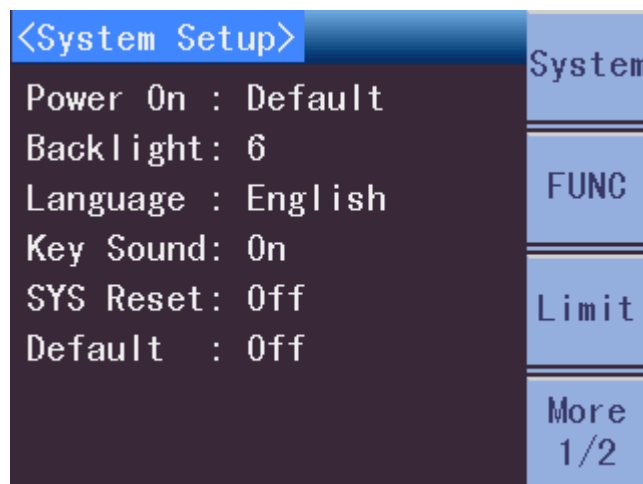 <System Setup>
Power On : Default
Backlight: 6
Language : English
Key Sound: On
SYS Reset: Off
Default  : Off
System
FUNC
Limit
More
1/2